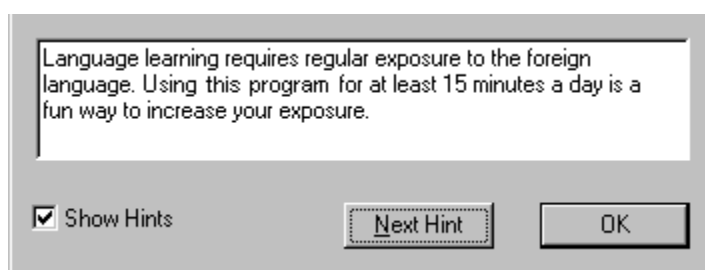 Language learning requires regular exposure to the foreign
language. Using this program for at least 15 minutes a day is a
fun way to increase your exposure.
Show Hints
Next Hint
OK